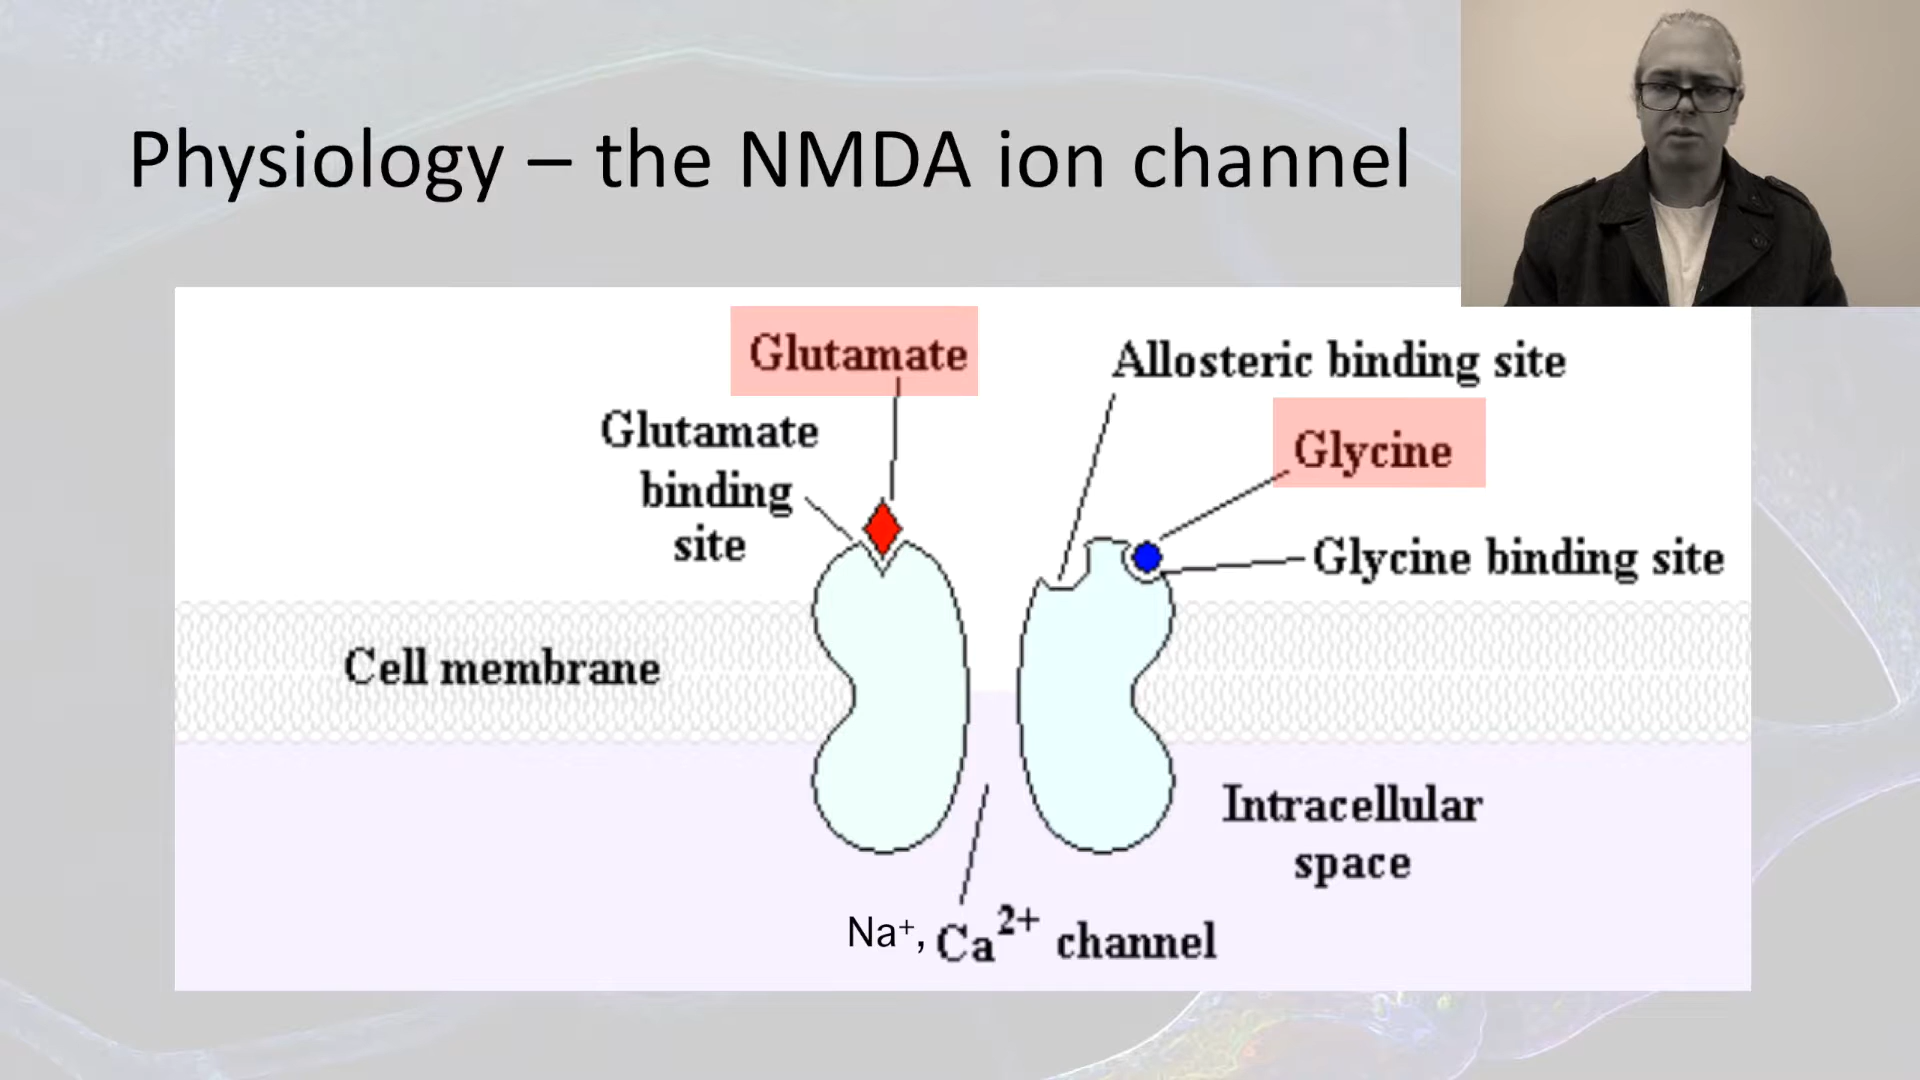 Physiology – the NMDA ion channel
Glutamate
Allosteric binding site
Glutamate
binding
site
Glycine
Glycine binding site
Cell membrane
Intracellular
space
Na⁺, Ca²⁺ channel